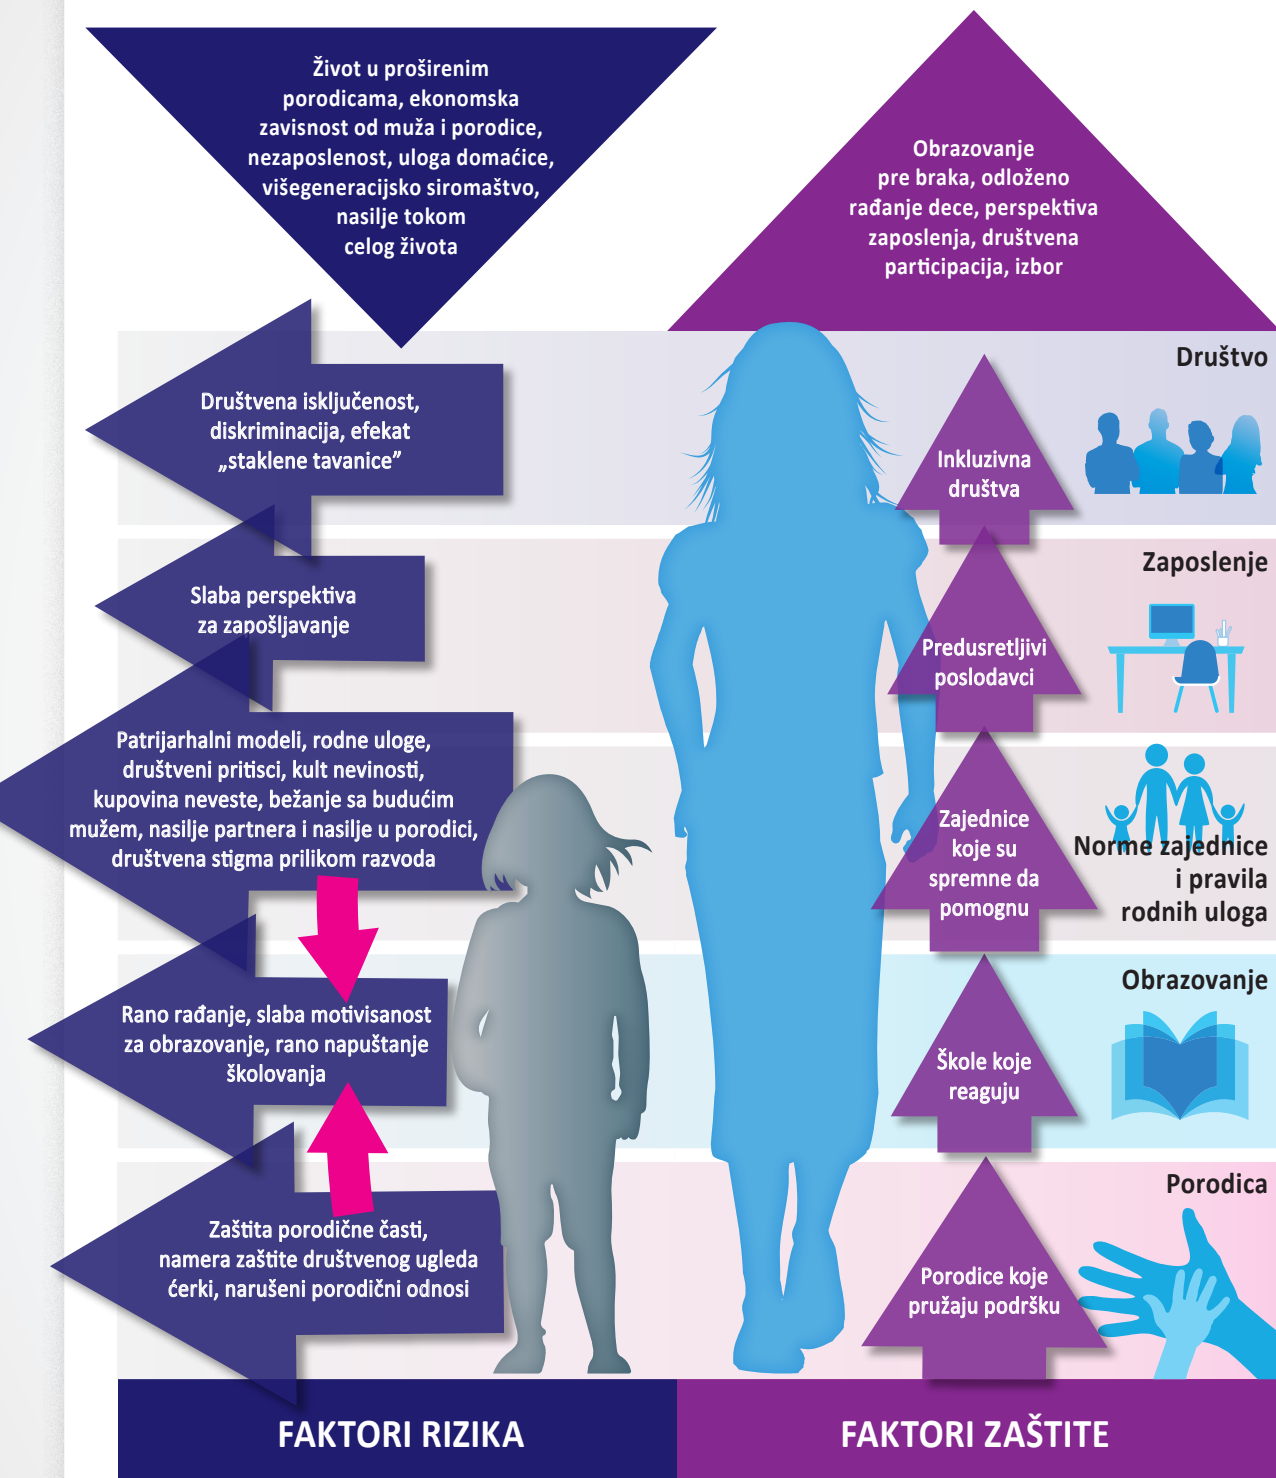 Život u proširenim
porodicama, ekonomska
zavisnost od muža i porodice,
nezaposlenost, uloga domaćice,
višegeneracijsko siromaštvo,
nasilje tokom
celog života
Obrazovanje
pre braka, odloženo
rađanje dece, perspektiva
zaposlenja, društvena
participacija, izbor
Društvena isključenost,
diskriminacija, efekat
„staklene tavanice”
Inkluzivna
društva
Društvo
Slaba perspektiva
za zapošljavanje
Predusretljivi
poslodavci
Zaposlenje
Patrijarhalni modeli, rodne uloge,
društveni pritisci, kult nevinosti,
kupovina neveste, bežanje sa budućim
mužem, nasilje partnera i nasilje u porodici,
društvena stigma prilikom razvoda
Zajednice
koje su
spremne da
pomognu
Norme zajednice
i pravila
rodnih uloga
Rano rađanje, slaba motivisanost
za obrazovanje, rano napuštanje
školovanja
Škole koje
reaguju
Obrazovanje
Zaštita porodične časti,
namera zaštite društvenog ugleda
ćerki, narušeni porodični odnosi
Porodice koje
pružaju podršku
Porodica
FAKTORI RIZIKA
FAKTORI ZAŠTITE